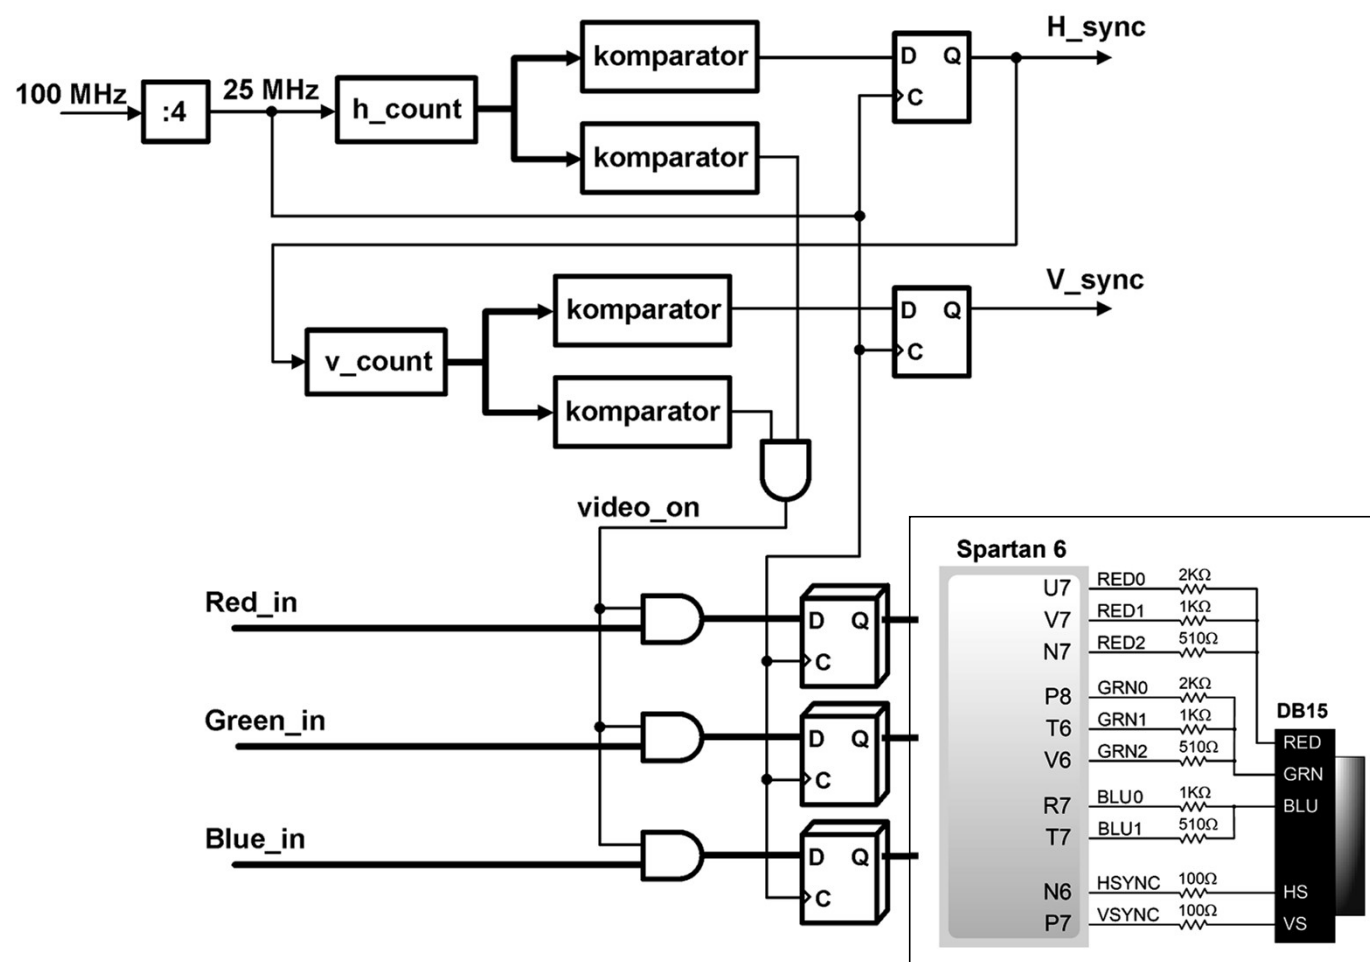 H_sync
komparator
D Q
C
100 MHz
:4
25 MHz
h_count
komparator
V_sync
komparator
D Q
C
v_count
komparator
video_on
Red_in
D Q
C
Green_in
D Q
C
Blue_in
D Q
C
Spartan 6
U7 RED0 2KΩ
V7 RED1 1KΩ
N7 RED2 510Ω
P8 GRN0 2KΩ
T6 GRN1 1KΩ
V6 GRN2 510Ω
R7 BLU0 1KΩ
T7 BLU1 510Ω
N6 HSYNC 100Ω
P7 VSYNC 100Ω
DB15
RED
GRN
BLU
HS
VS